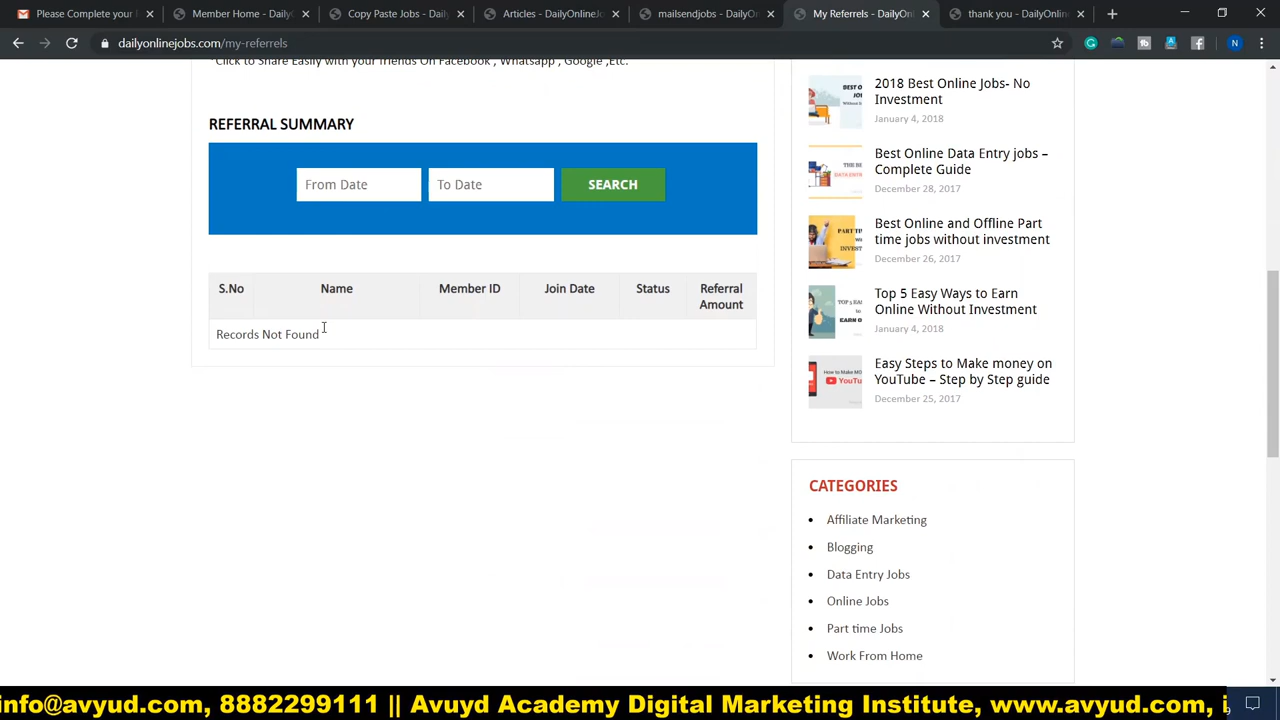 Please Complete your
Member Home - DailyOn
Copy Paste Jobs - Daily
Articles - DailyOnlineJo
mailsendjobs - DailyOn
My Referrals - DailyOnl
thank you - DailyOnlin
dailyonlinejobs.com/my-referrals
*Click to Share Easily with your friends On Facebook , Whatsapp , Google ,Etc.
REFERRAL SUMMARY
From Date
To Date
SEARCH
S.No
Name
Member ID
Join Date
Status
Referral
Amount
Records Not Found
2018 Best Online Jobs- No
Investment
January 4, 2018
Best Online Data Entry jobs –
Complete Guide
December 28, 2017
Best Online and Offline Part
time jobs without investment
December 26, 2017
Top 5 Easy Ways to Earn
Online Without Investment
January 4, 2018
Easy Steps to Make money on
YouTube – Step by Step guide
December 25, 2017
CATEGORIES
Affiliate Marketing
Blogging
Data Entry Jobs
Online Jobs
Part time Jobs
Work From Home
info@avyud.com, 8882299111 || Avuyd Academy Digital Marketing Institute, www.avyud.com, i